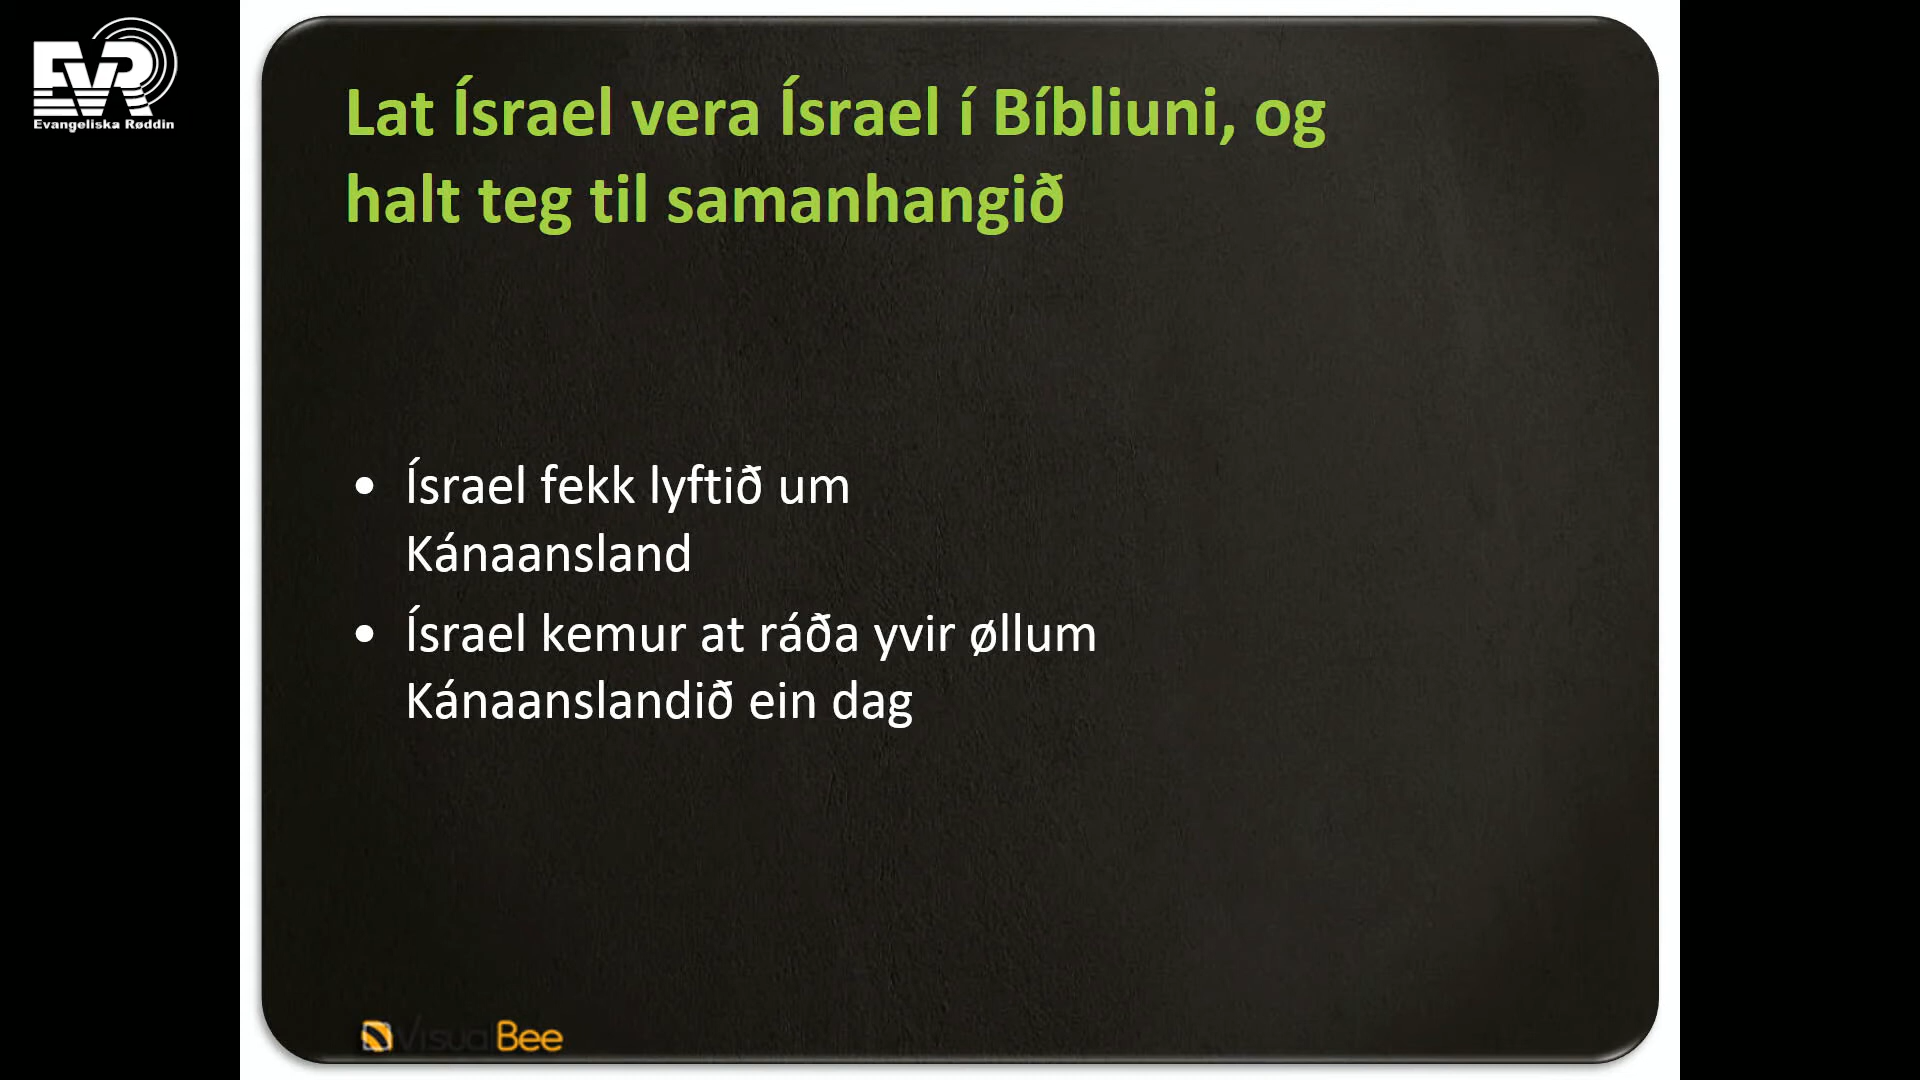 EVR
Evangeliska Røddin
Lat Ísrael vera Ísrael í Bíbliuni, og
halt teg til samanhangið
• Ísrael fekk lyftið um
Kánaansland
• Ísrael kemur at ráða yvir øllum
Kánaanslandið ein dag
VisualBee